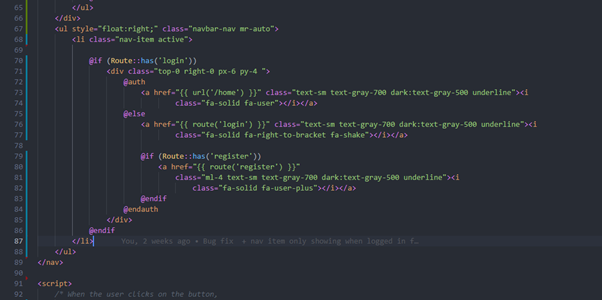 65 </ul>
66 </div>
67 <ul style="float:right;" class="navbar-nav mr-auto">
68 <li class="nav-item active">
69
70 @if (Route::has('login'))
71 <div class="top-0 right-0 px-6 py-4 ">
72 @auth
73 <a href="{{ url('/home') }}" class="text-sm text-gray-700 dark:text-gray-500 underline"><i
74 class="fa-solid fa-user"></i></a>
75 @else
76 <a href="{{ route('login') }}" class="text-sm text-gray-700 dark:text-gray-500 underline"><i
77 class="fa-solid fa-right-to-bracket fa-shake"></i></a>
78
79 @if (Route::has('register'))
80 <a href="{{ route('register') }}"
81 class="ml-4 text-sm text-gray-700 dark:text-gray-500 underline"><i
82 class="fa-solid fa-user-plus"></i></a>
83 @endif
84 @endauth
85 </div>
86 @endif
87 </li> You, 2 weeks ago • Bug fix • nav item only showing when logged in f…
88 </ul>
89 </nav>
90
91 <script>
92 /* When the user clicks on the button,